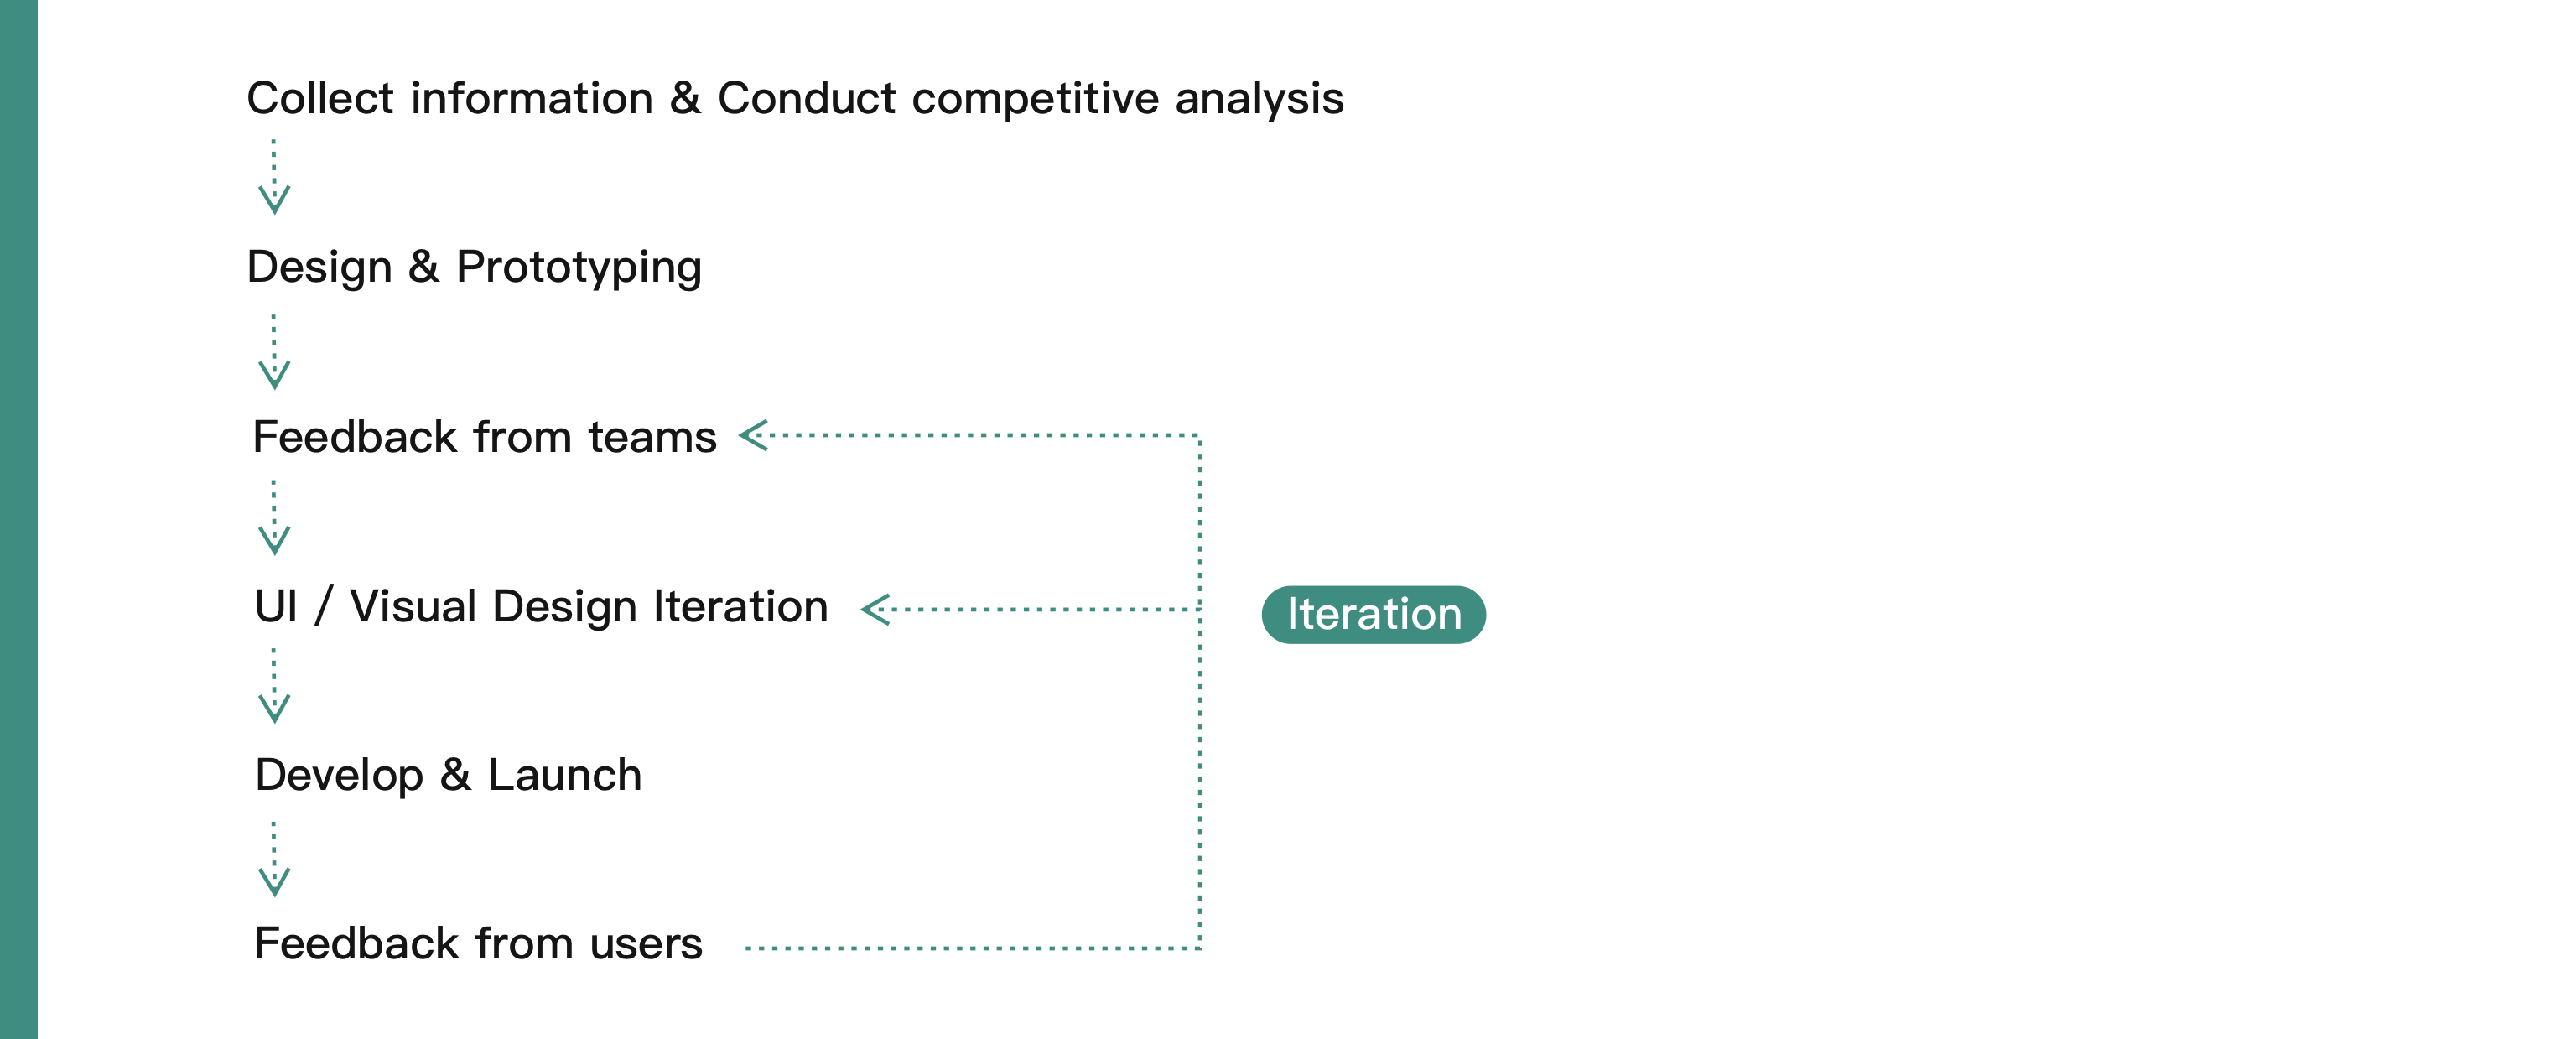 Collect information & Conduct competitive analysis
Design & Prototyping
Feedback from teams
UI / Visual Design Iteration
Iteration
Develop & Launch
Feedback from users